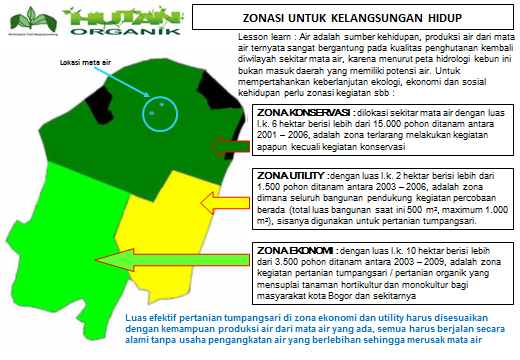 HUTAN
ORGANIK
ZONASI UNTUK KELANGSUNGAN HIDUP
Lesson learn : Air adalah sumber kehidupan, produksi air dari mata
air ternyata sangat bergantung pada kualitas penghutanan kembali
diwilayah sekitar mata air, karena menurut peta hidrologi kebun ini
bukan masuk daerah yang memiliki potensi air. Untuk
mempertahankan keberlanjutan ekologi, ekonomi dan sosial
kehidupan perlu zonasi kegiatan sbb :
Lokasi mata air
ZONA KONSERVASI : dilokasi sekitar mata air dengan luas
l.k. 6 hektar berisi lebih dari 15.000 pohon ditanam antara
2001 – 2006, adalah zona terlarang melakukan kegiatan
apapun kecuali kegiatan konservasi
ZONA UTILITY : dengan luas l.k. 2 hektar berisi lebih dari
1.500 pohon ditanam antara 2003 – 2006, adalah zona
dimana seluruh bangunan pendukung kegiatan percobaan
berada (total luas bangunan saat ini 500 m², maximum 1.000
m²), sisanya digunakan untuk pertanian tumpangsari.
ZONA EKONOMI : dengan luas l.k. 10 hektar berisi lebih
dari 3.500 pohon ditanam antara 2003 – 2009, adalah zona
kegiatan pertanian tumpangsari / pertanian organik yang
mensuplai tanaman hortikultur dan monokultur bagi
masyarakat kota Bogor dan sekitarnya
Luas efektif pertanian tumpangsari di zona ekonomi dan utility harus disesuaikan
dengan kemampuan produksi air dari mata air yang ada, semua harus berjalan secara
alami tanpa usaha pengangkatan air yang berlebihan sehingga merusak mata air